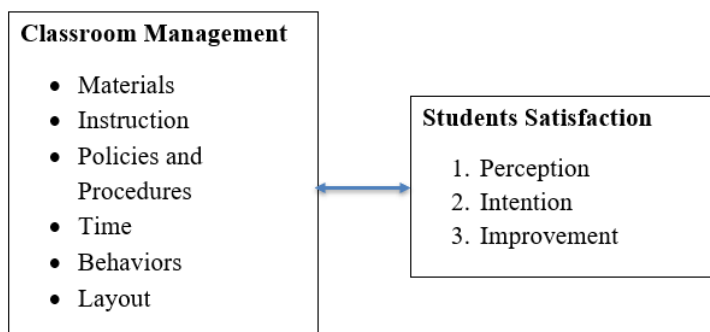 Classroom Management
• Materials
• Instruction
• Policies and
Procedures
• Time
• Behaviors
• Layout
Students Satisfaction
1. Perception
2. Intention
3. Improvement